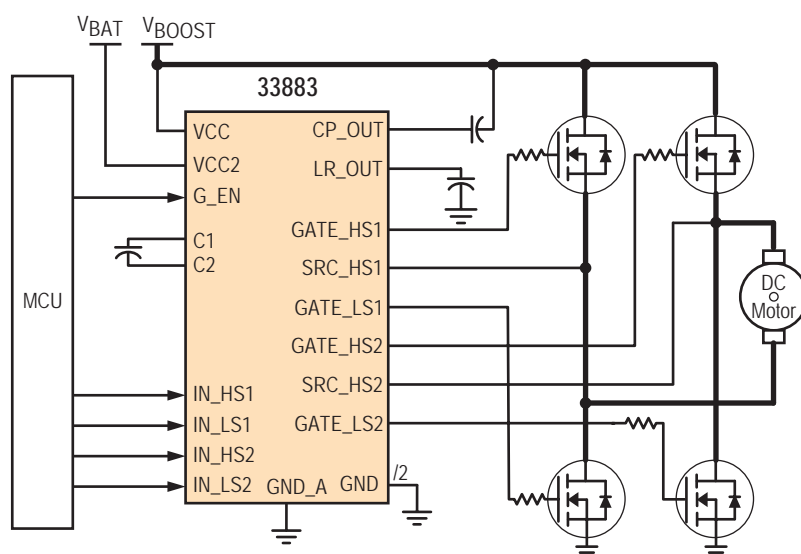 VBAT
VBOOST
33883
MCU
VCC
VCC2
G_EN
C1
C2
IN_HS1
IN_LS1
IN_HS2
IN_LS2
CP_OUT
LR_OUT
GATE_HS1
SRC_HS1
GATE_LS1
GATE_HS2
SRC_HS2
GATE_LS2
GND_A
GND
/2
DC
Motor